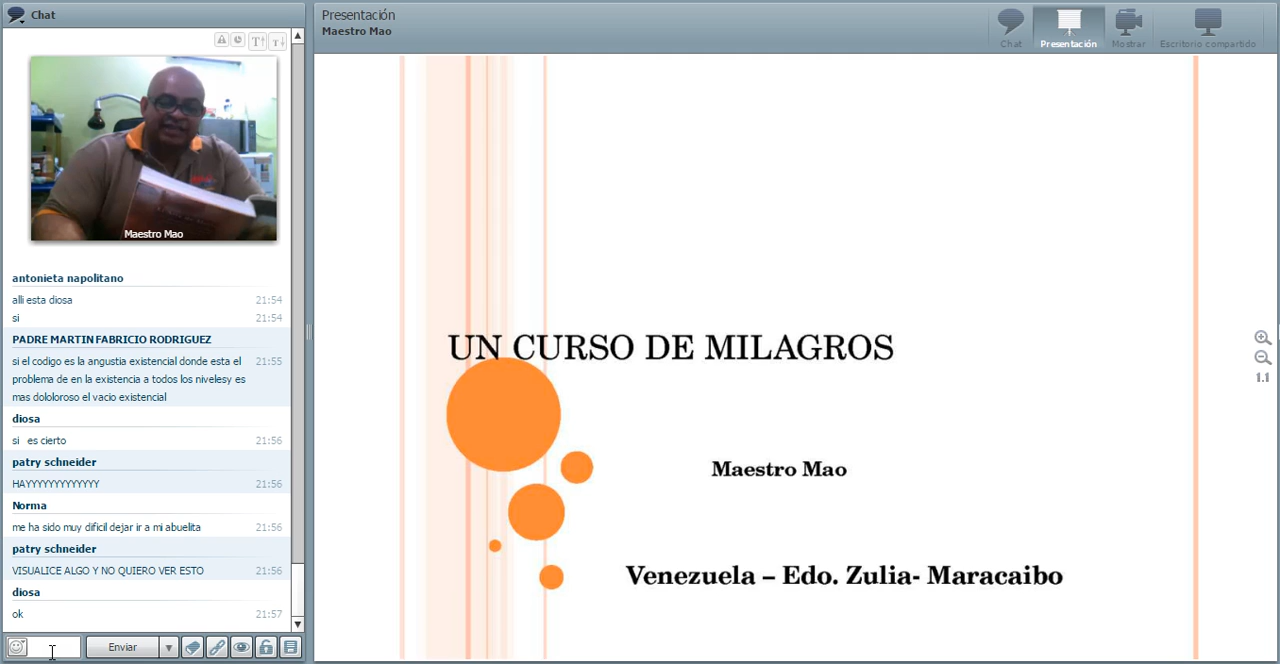 Chat
T↑
T↓
Maestro Mao
antonieta napolitano
alli esta diosa 21:54
si 21:54
PADRE MARTIN FABRICIO RODRIGUEZ
si el codigo es la angustia existencial donde esta el 21:55
problema de en la existencia a todos los nivelesy es
mas dololoroso el vacio existencial
diosa
si es cierto 21:56
patry schneider
HAYYYYYYYYYYYY 21:56
Norma
me ha sido muy dificil dejar ir a mi abuelita 21:56
patry schneider
VISUALICE ALGO Y NO QUIERO VER ESTO 21:56
diosa
ok 21:57
Enviar
Presentación
Maestro Mao
Chat
Presentación
Mostrar
Escritorio compartido
UN CURSO DE MILAGROS
Maestro Mao
Venezuela – Edo. Zulia- Maracaibo
1.1